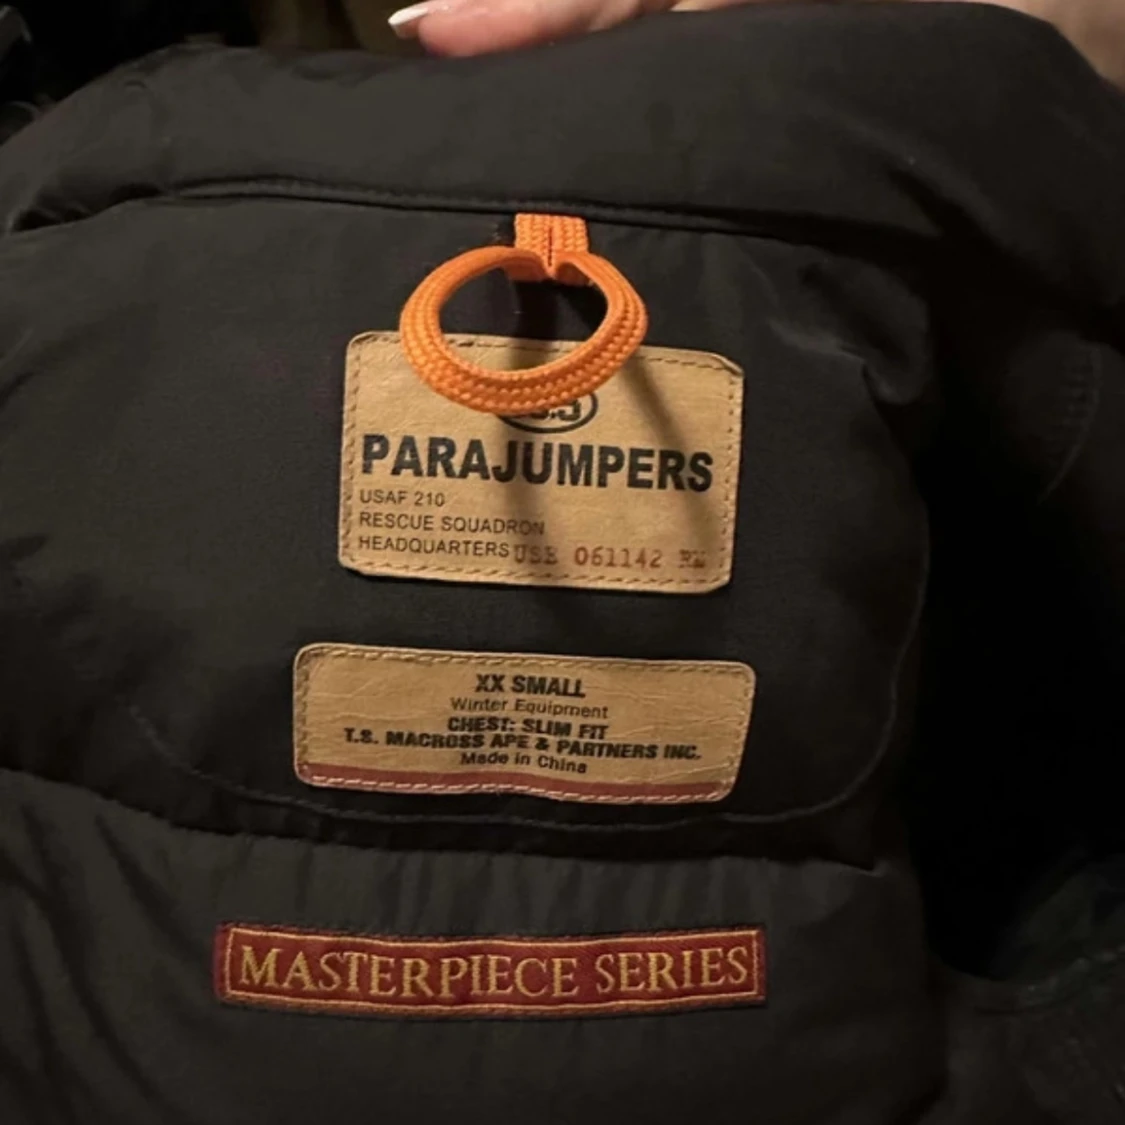 PARAJUMPERS
USAF 210
RESCUE SQUADRON
HEADQUARTERS USE 061142
XX SMALL
Winter Equipment
CHEST: SLIM FIT
T.S. MACROSS APE & PARTNERS INC.
Made in China
MASTERPIECE SERIES